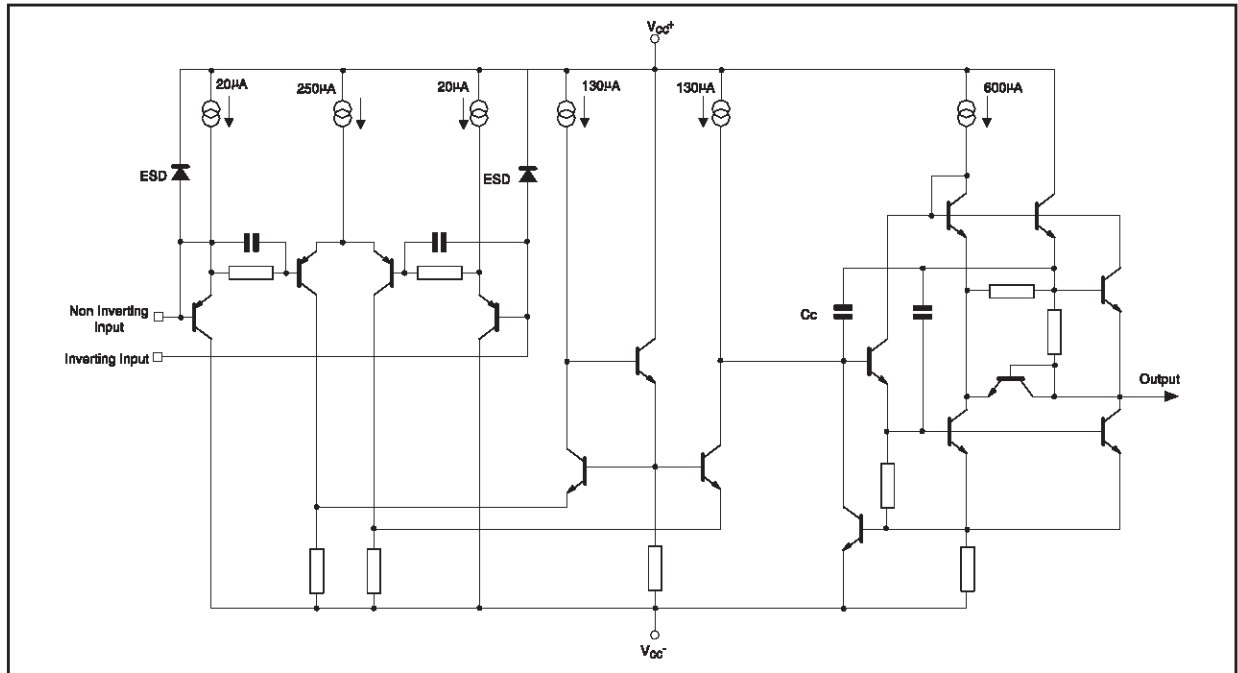 VCC+
20µA
250µA
20µA
130µA
130µA
600µA
ESD
ESD
Non Inverting
Input
Inverting Input
Cc
Output
VCC-